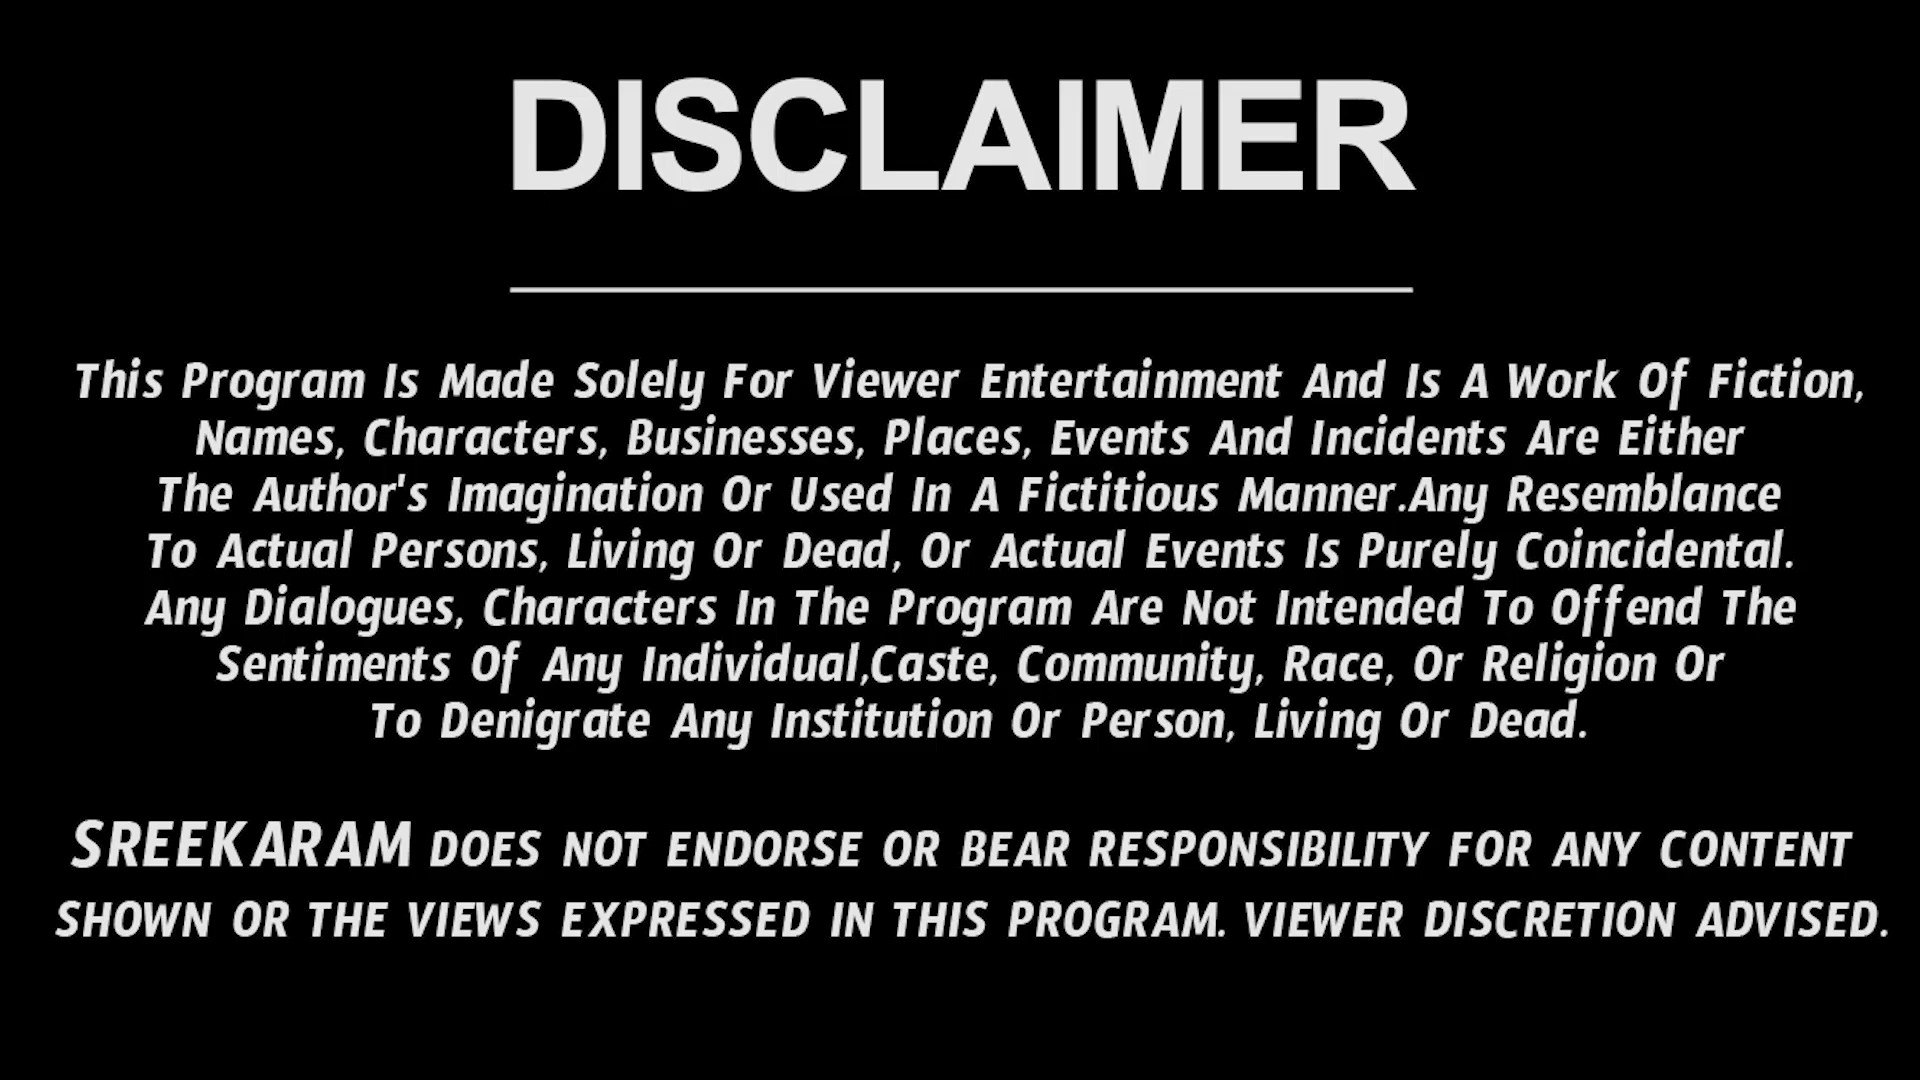 DISCLAIMER
This Program Is Made Solely For Viewer Entertainment And Is A Work Of Fiction,
Names, Characters, Businesses, Places, Events And Incidents Are Either
The Author's Imagination Or Used In A Fictitious Manner.Any Resemblance
To Actual Persons, Living Or Dead, Or Actual Events Is Purely Coincidental.
Any Dialogues, Characters In The Program Are Not Intended To Offend The
Sentiments Of Any Individual,Caste, Community, Race, Or Religion Or
To Denigrate Any Institution Or Person, Living Or Dead.
SREEKARAM DOES NOT ENDORSE OR BEAR RESPONSIBILITY FOR ANY CONTENT
SHOWN OR THE VIEWS EXPRESSED IN THIS PROGRAM. VIEWER DISCRETION ADVISED.